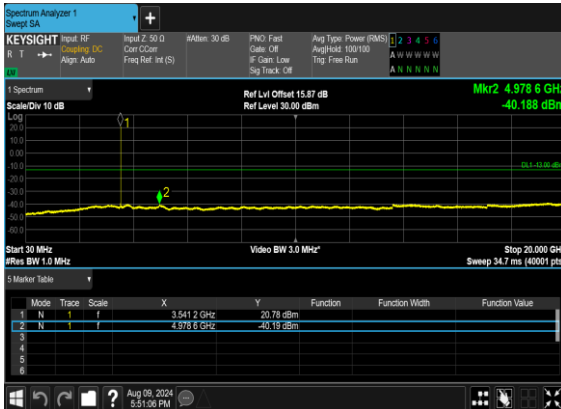 Spectrum Analyzer 1
Swept SA
KEYSIGHT Input: RF Input Z: 50 Ω #Atten: 30 dB PNO: Fast Avg Type: Power (RMS) 1 2 3 4 5 6
R T Coupling: DC Corr CCorr Gate: Off Avg|Hold: 100/100 A W W W W W
Align: Auto Freq Ref: Int (S) IF Gain: Low Trig: Free Run
Sig Track: Off A N N N N N
1 Spectrum
Ref Lvl Offset 15.87 dB Mkr2 4.978 6 GHz
Scale/Div 10 dB Ref Level 30.00 dBm -40.188 dBm
Log
20.0 1
10.0
0.00
-10.0 DL1 -13.00 dBm
-20.0
-30.0 2
-40.0
-50.0
-60.0
Start 30 MHz Video BW 3.0 MHz* Stop 20.000 GH
#Res BW 1.0 MHz Sweep 34.7 ms (40001 pts
5 Marker Table
Mode Trace Scale X Y Function Function Width Function Value
1 N 1 f 3.541 2 GHz 20.78 dBm
2 N 1 f 4.978 6 GHz -40.19 dBm
3
4
5
6
? Aug 09, 2024
5:51:06 PM